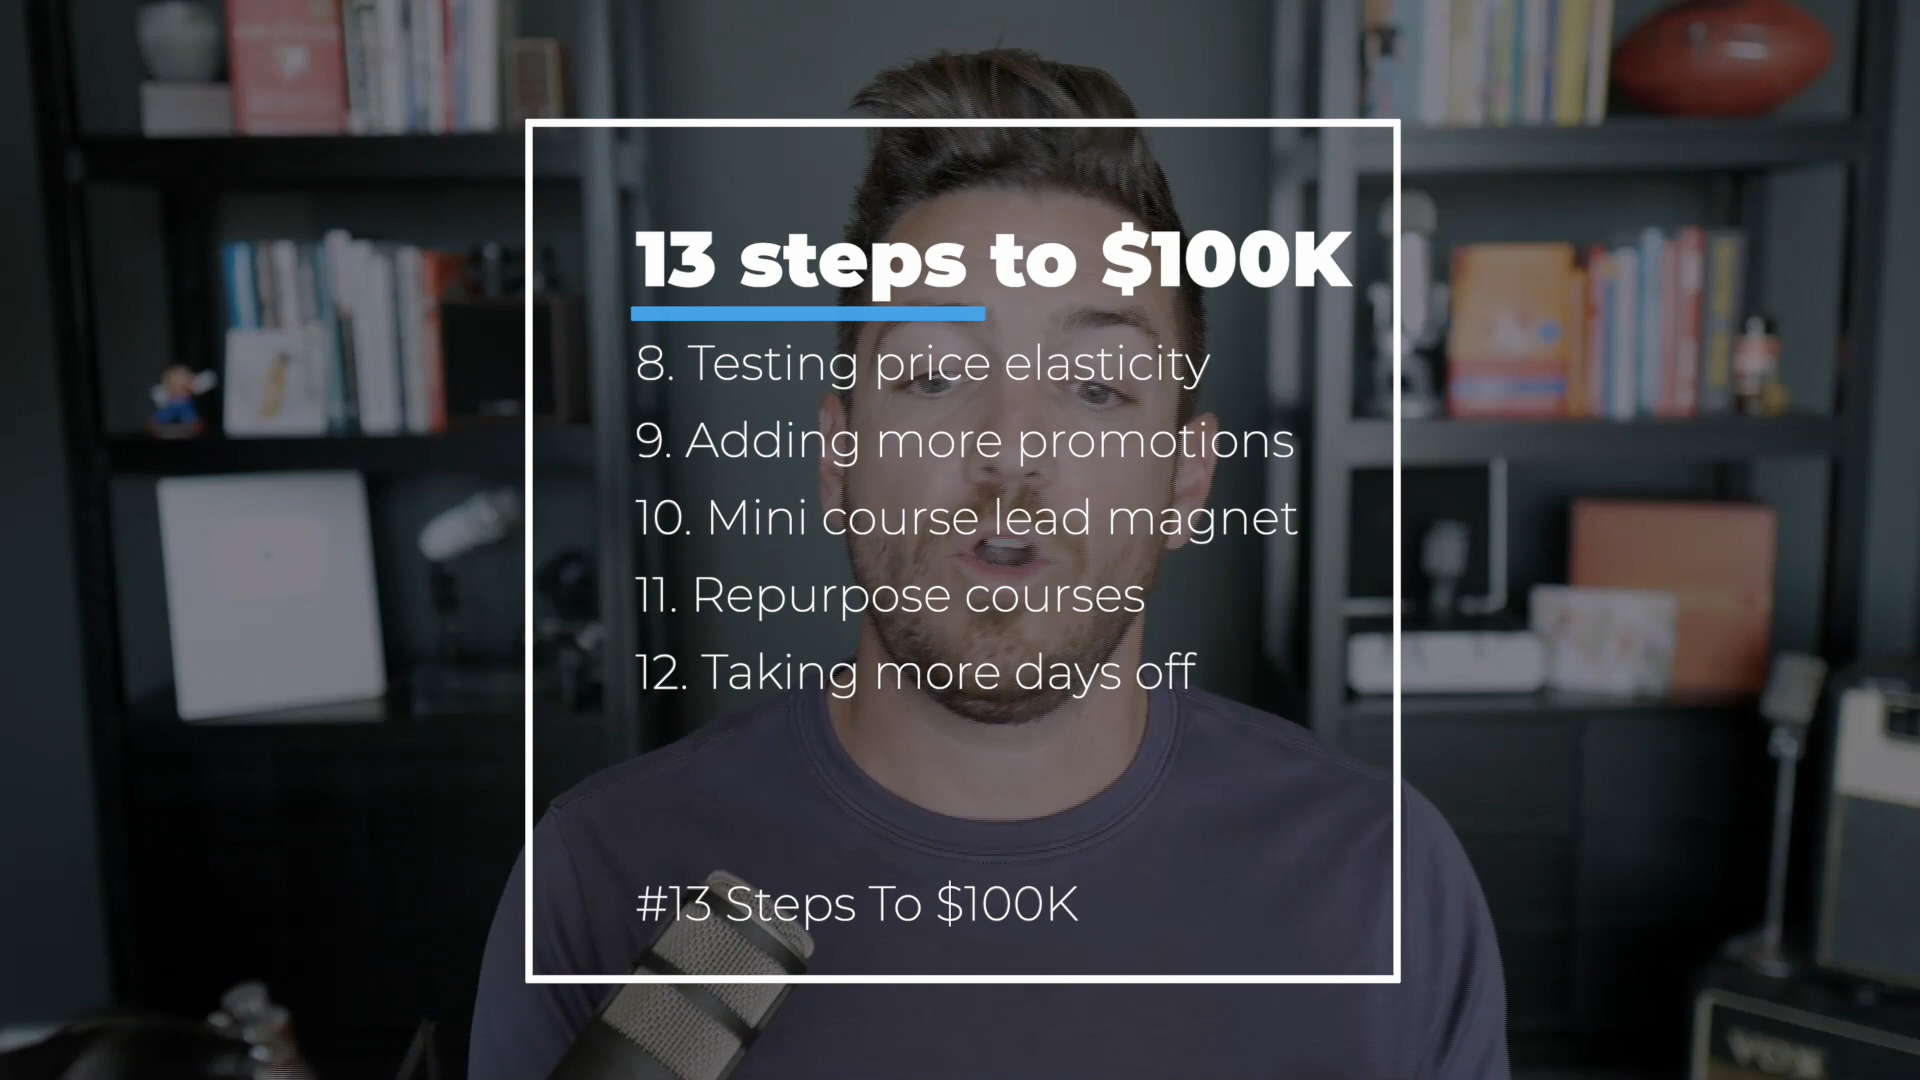 13 steps to $100K
8. Testing price elasticity
9. Adding more promotions
10. Mini course lead magnet
11. Repurpose courses
12. Taking more days off
#13 Steps To $100K
VOX